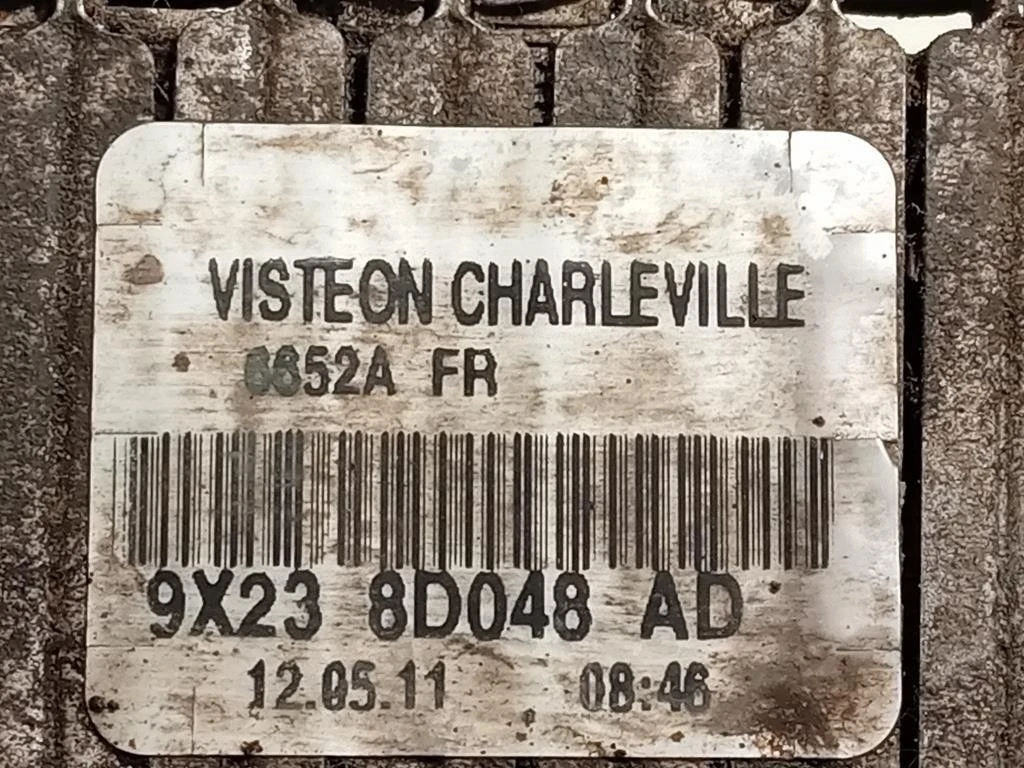 VISTEON CHARLEVILLE
FR
9X23 8D048 AD
12.05.11 08:46